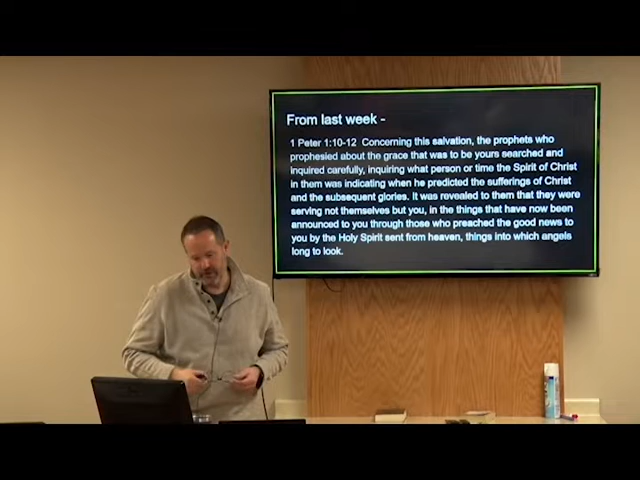 From last week -
1 Peter 1:10-12 Concerning this salvation, the prophets who
prophesied about the grace that was to be yours searched and
inquired carefully, inquiring what person or time the Spirit of Christ
in them was indicating when he predicted the sufferings of Christ
and the subsequent glories. It was revealed to them that they were
serving not themselves but you, in the things that have now been
announced to you through those who preached the good news to
you by the Holy Spirit sent from heaven, things into which angels
long to look.